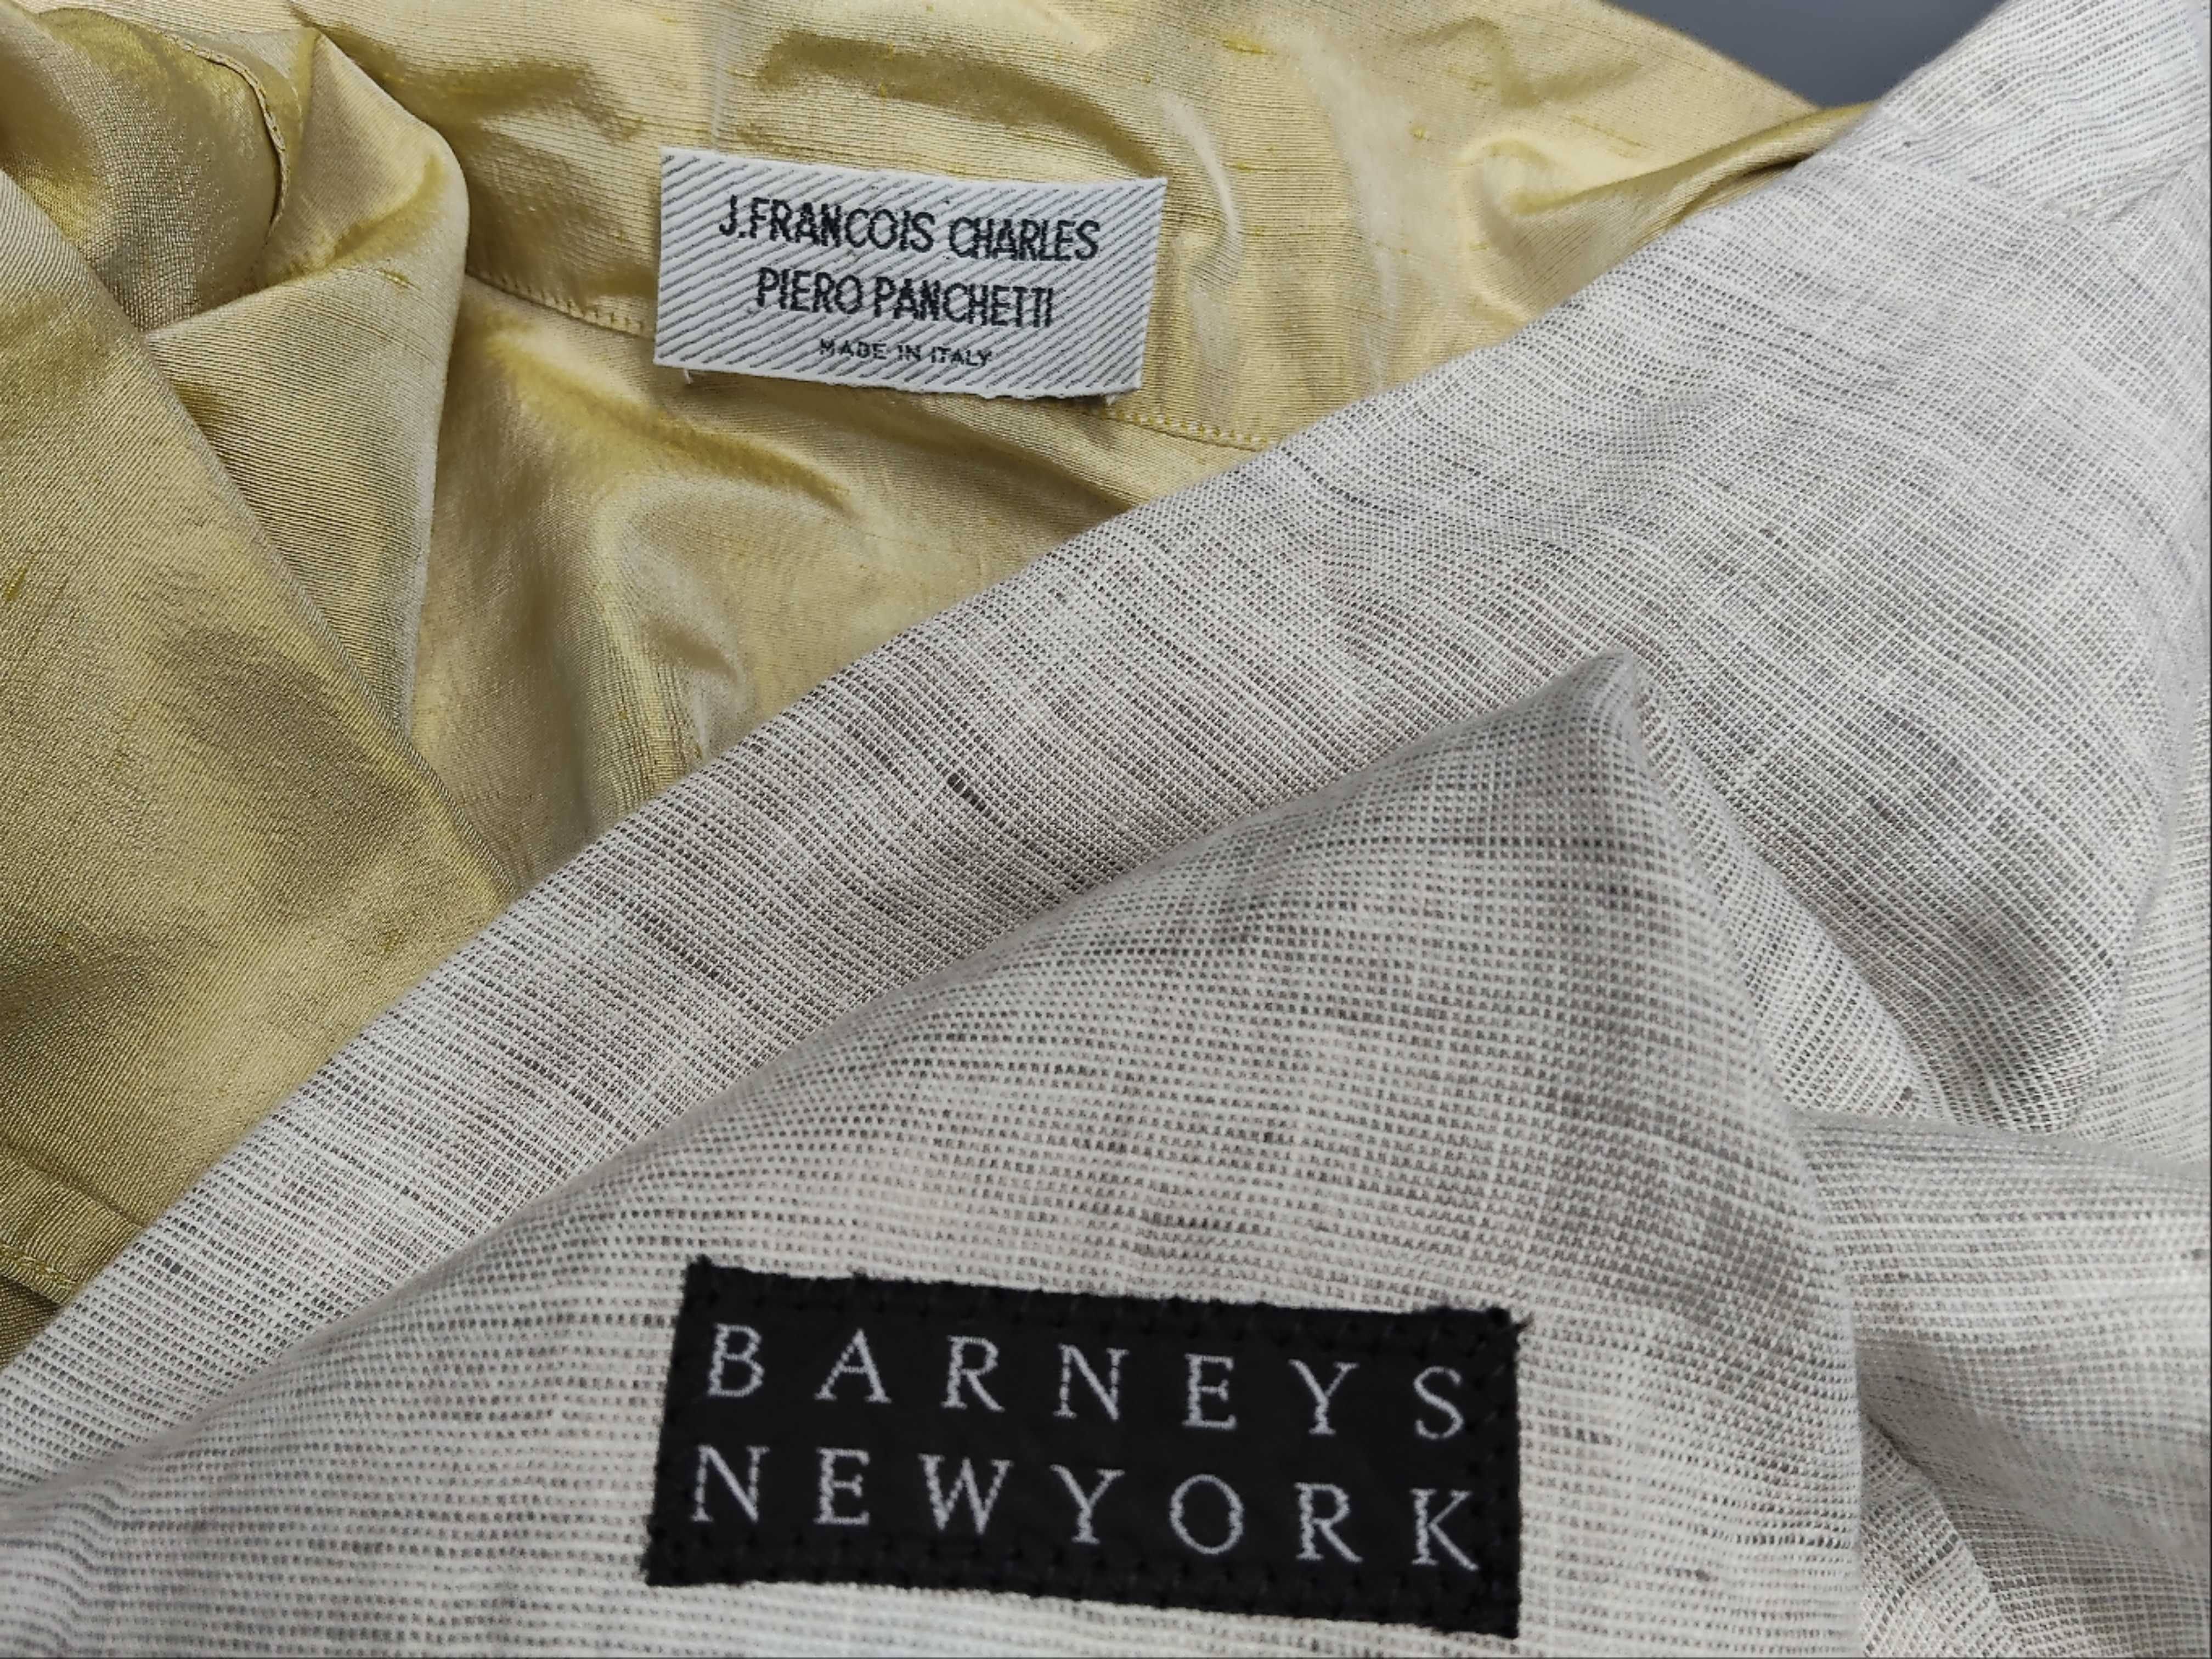 J.FRANCOIS CHARLES
PIERO PANCHETTI
MADE IN ITALY
BARNEYS
NEWYORK